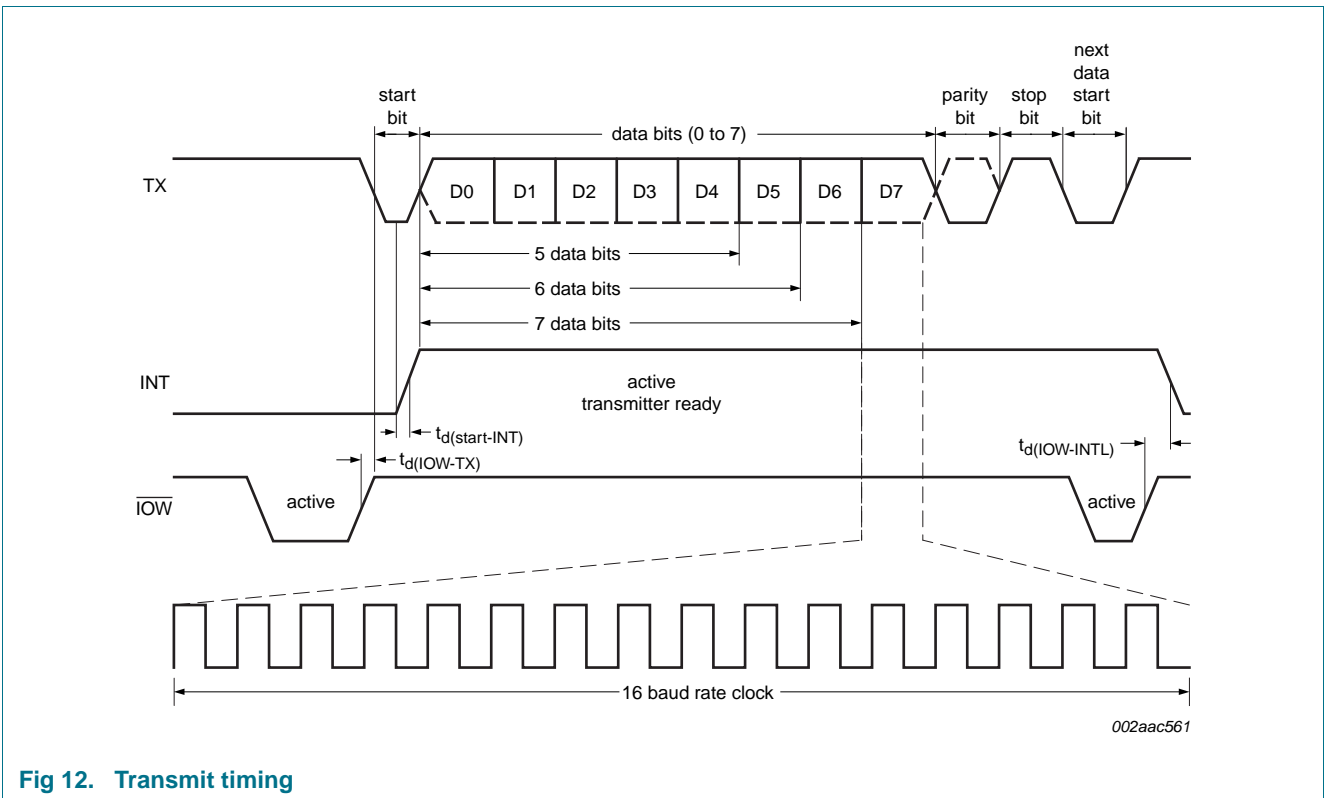 next
data
start
bit
start
bit
parity
bit
stop
bit
data bits (0 to 7)
TX
D0 D1 D2 D3 D4 D5 D6 D7
5 data bits
6 data bits
7 data bits
INT
active
transmitter ready
td(start-INT)
td(IOW-TX)
td(IOW-INTL)
IOW
active
active
16 baud rate clock
002aac561
Fig 12. Transmit timing